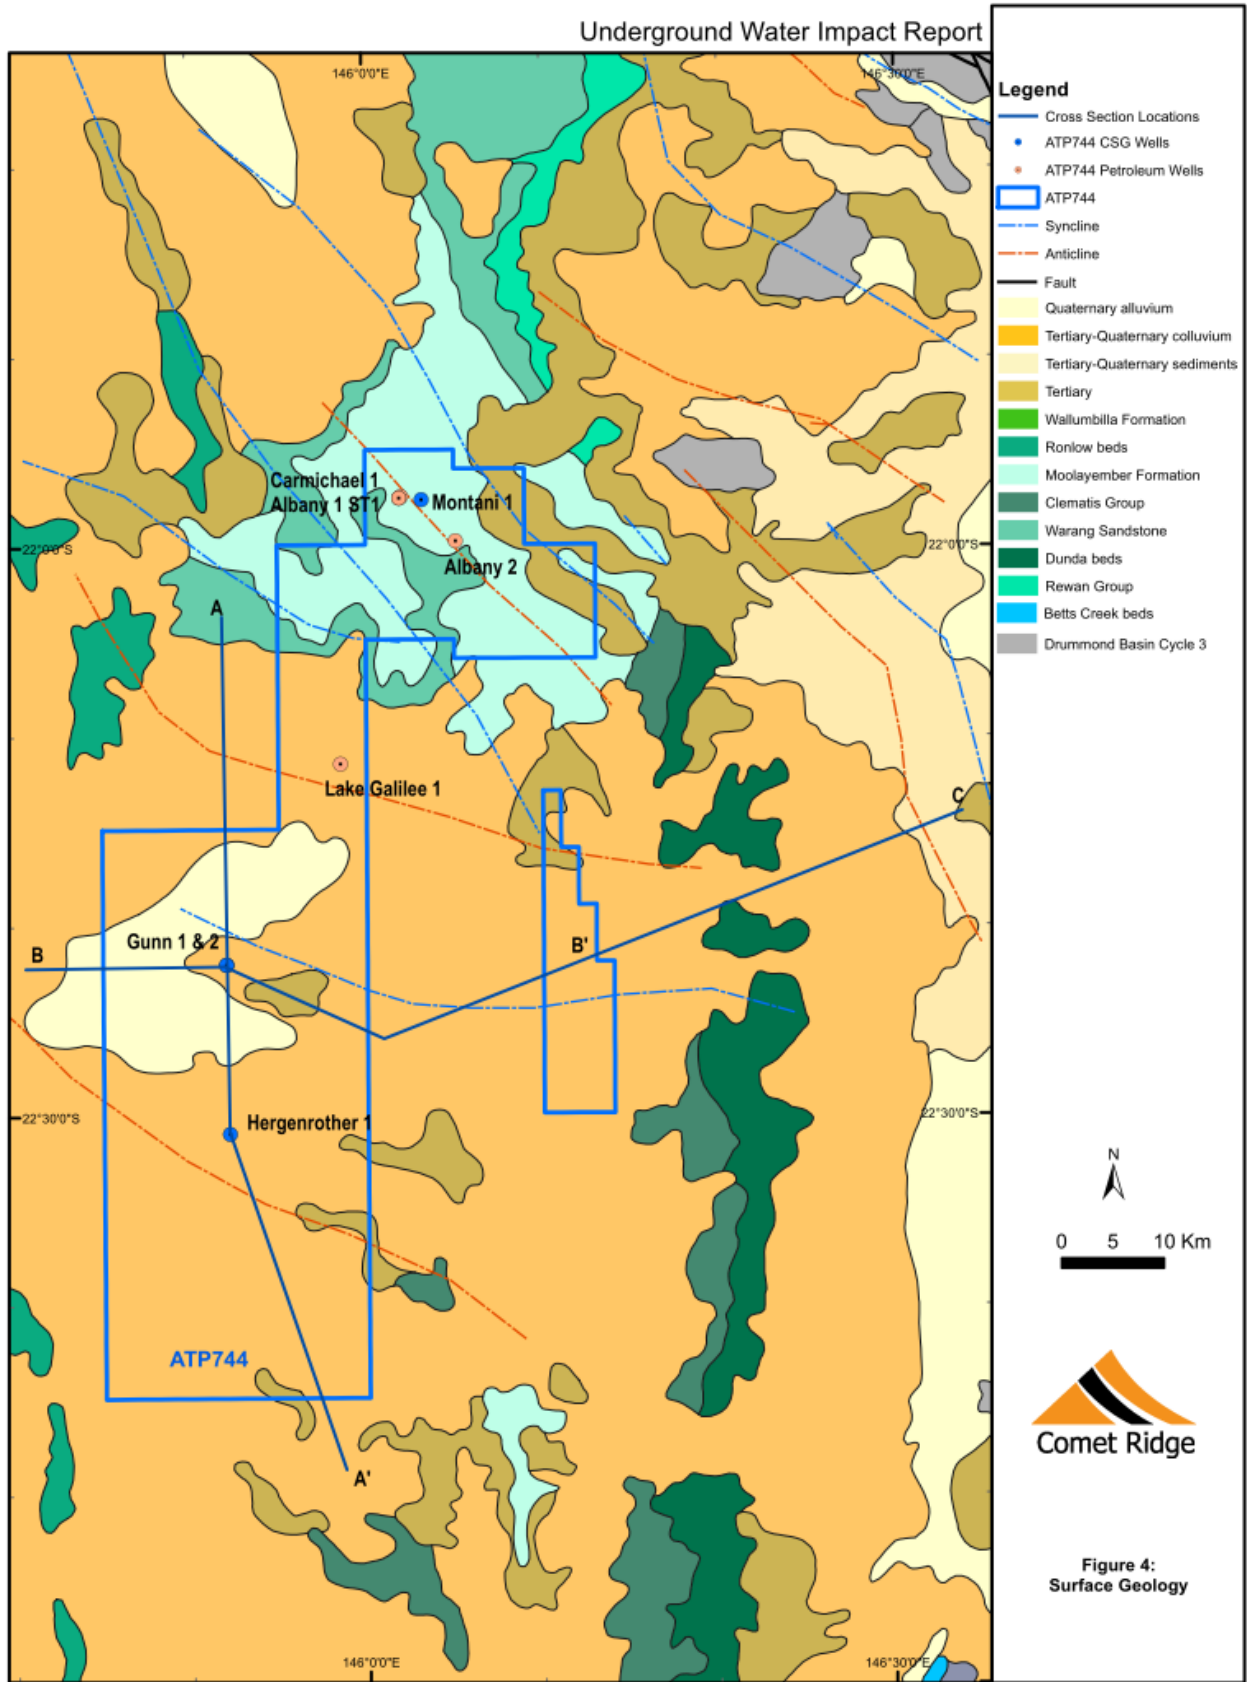 Underground Water Impact Report
146°0'0"E
146°30'0"E
Legend
Cross Section Locations
ATP744 CSG Wells
ATP744 Petroleum Wells
ATP744
Syncline
Anticline
Fault
Quaternary alluvium
Tertiary-Quaternary colluvium
Tertiary-Quaternary sediments
Tertiary
Wallumbilla Formation
Ronlow beds
Moolayember Formation
Clematis Group
Warang Sandstone
Dunda beds
Rewan Group
Betts Creek beds
Drummond Basin Cycle 3
Carmichael 1
Albany 1 ST1
Montani 1
22°0'0"S
22°0'0"S
Albany 2
A
Lake Galilee 1
C
Gunn 1 & 2
B
B'
22°30'0"S
22°30'0"S
Hergenrother 1
N
0 5 10 Km
ATP744
Comet Ridge
A'
Figure 4:
Surface Geology
146°0'0"E
146°30'0"E